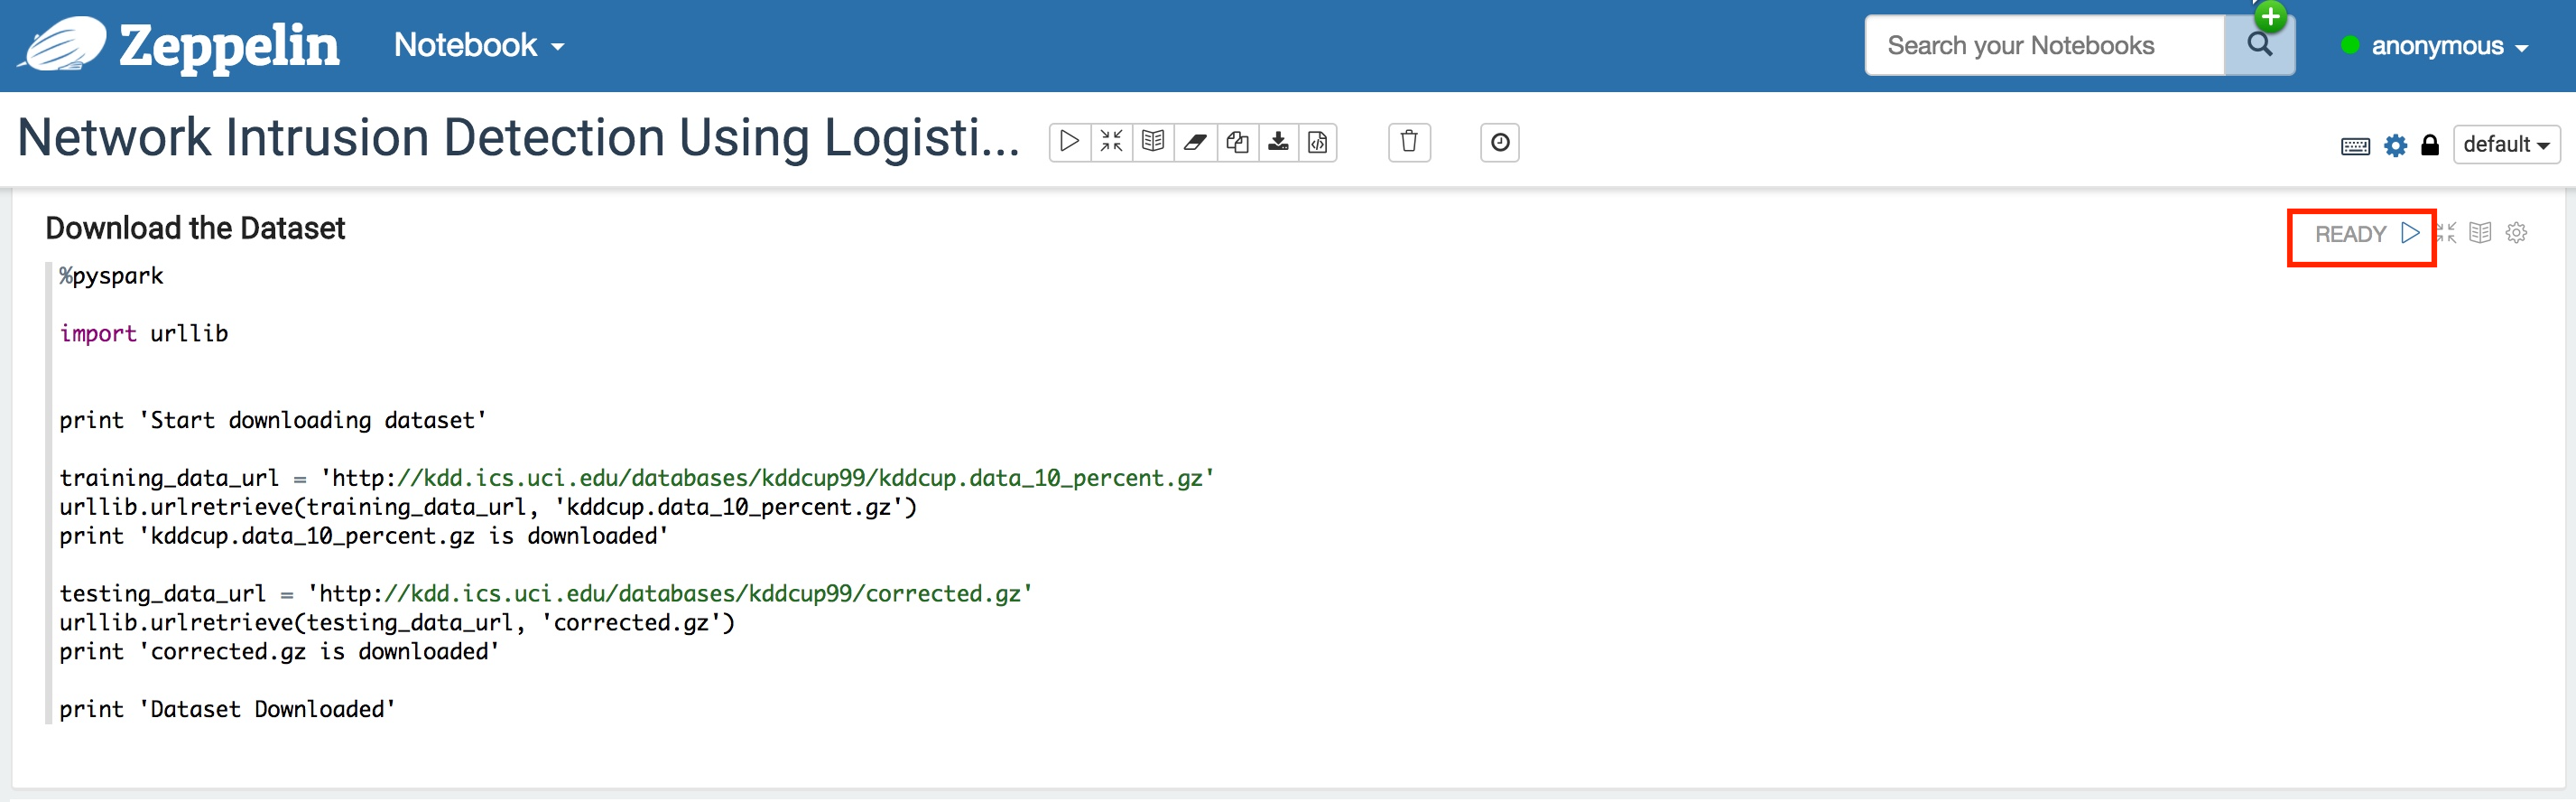 Zeppelin Notebook Search your Notebooks anonymous
Network Intrusion Detection Using Logisti... default
Download the Dataset READY
%pyspark
import urllib
print 'Start downloading dataset'
training_data_url = 'http://kdd.ics.uci.edu/databases/kddcup99/kddcup.data_10_percent.gz'
urllib.urlretrieve(training_data_url, 'kddcup.data_10_percent.gz')
print 'kddcup.data_10_percent.gz is downloaded'
testing_data_url = 'http://kdd.ics.uci.edu/databases/kddcup99/corrected.gz'
urllib.urlretrieve(testing_data_url, 'corrected.gz')
print 'corrected.gz is downloaded'
print 'Dataset Downloaded'